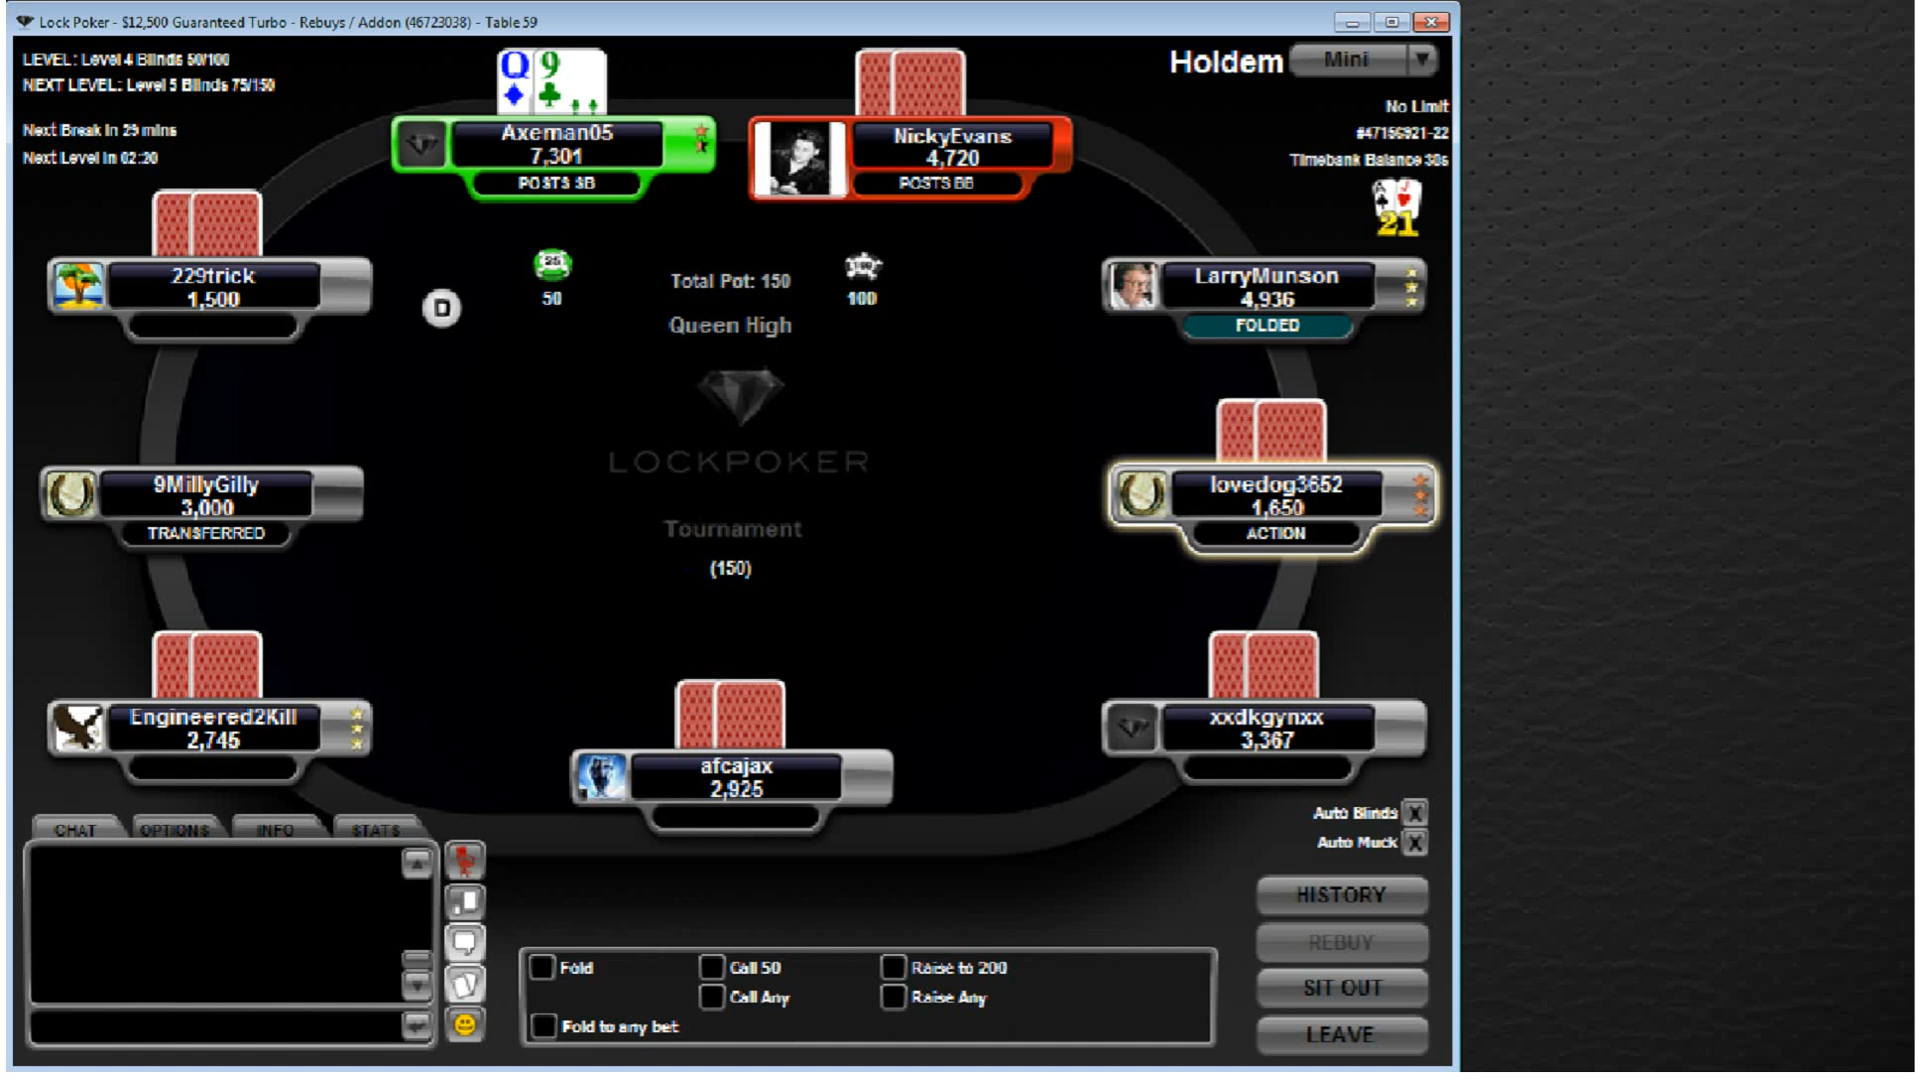 Lock Poker - $12,500 Guaranteed Turbo - Rebuys / Addon (46723038) - Table 59
LEVEL: Level 4 Blinds 50/100
NEXT LEVEL: Level 5 Blinds 75/150
Next Break in 29 mins
Next Level in 02:20
Holdem
Mini
No Limit
#47156921-22
Timebank Balance 30s
A J
21
Q 9
Axeman05
7,301
POSTS SB
NickyEvans
4,720
POSTS BB
229trick
1,500
D
25
50
Total Pot: 150
Queen High
100
100
LarryMunson
4,936
FOLDED
LOCKPOKER
9MillyGilly
3,000
TRANSFERRED
lovedog3652
1,650
ACTION
Tournament
(150)
Engineered2Kill
2,745
afcajax
2,925
xxdkgynxx
3,367
Auto Blinds X
Auto Muck X
CHAT OPTIONS INFO STATS
Fold
Call 50
Raise to 200
Call Any
Raise Any
Fold to any bet
HISTORY
REBUY
SIT OUT
LEAVE